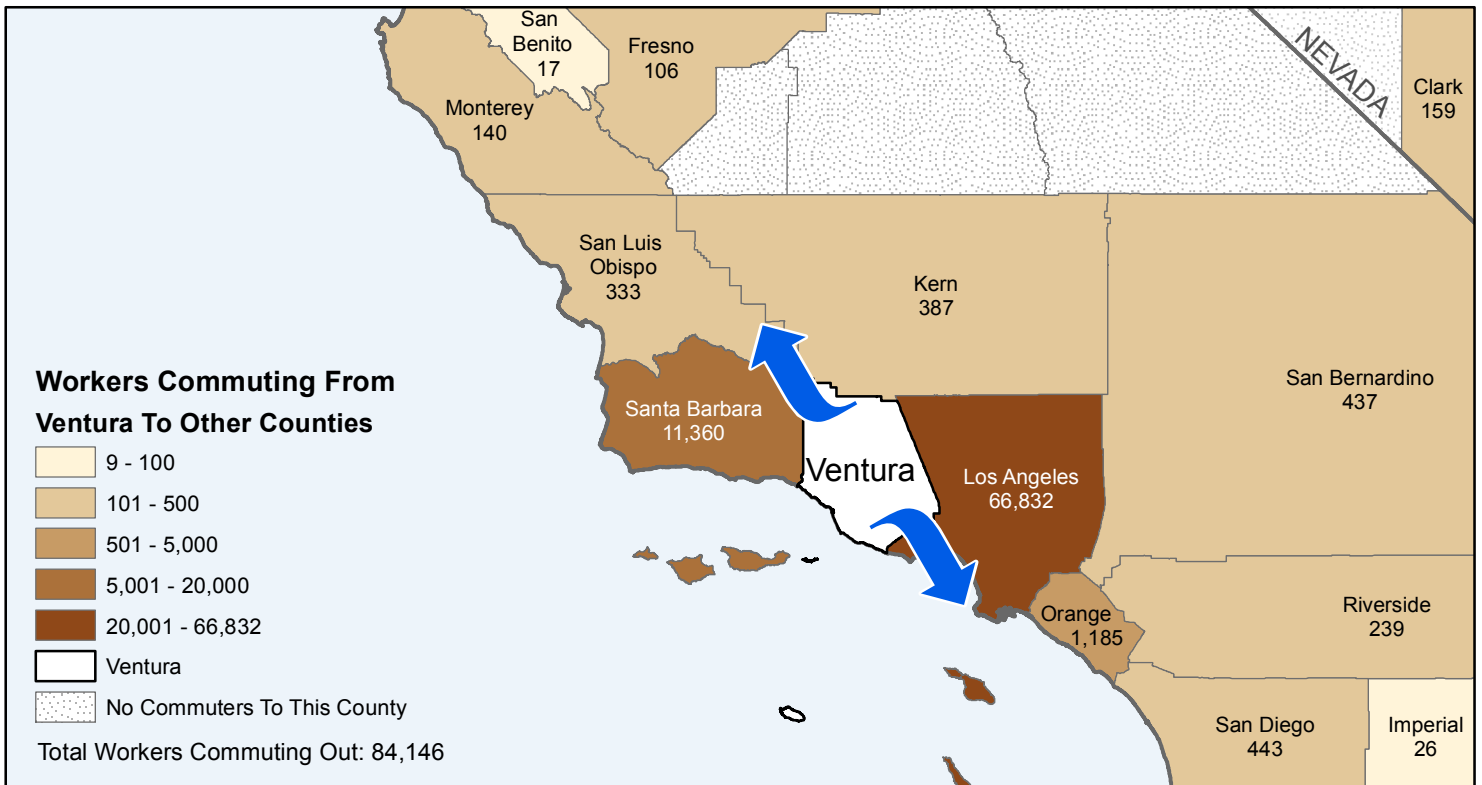 San
Benito
17
Fresno
106
NEVADA
Clark
159
Monterey
140
San Luis
Obispo
333
Kern
387
San Bernardino
437
Santa Barbara
11,360
Ventura
Los Angeles
66,832
Orange
1,185
Riverside
239
San Diego
443
Imperial
26
Workers Commuting From
Ventura To Other Counties
9 - 100
101 - 500
501 - 5,000
5,001 - 20,000
20,001 - 66,832
Ventura
No Commuters To This County
Total Workers Commuting Out: 84,146